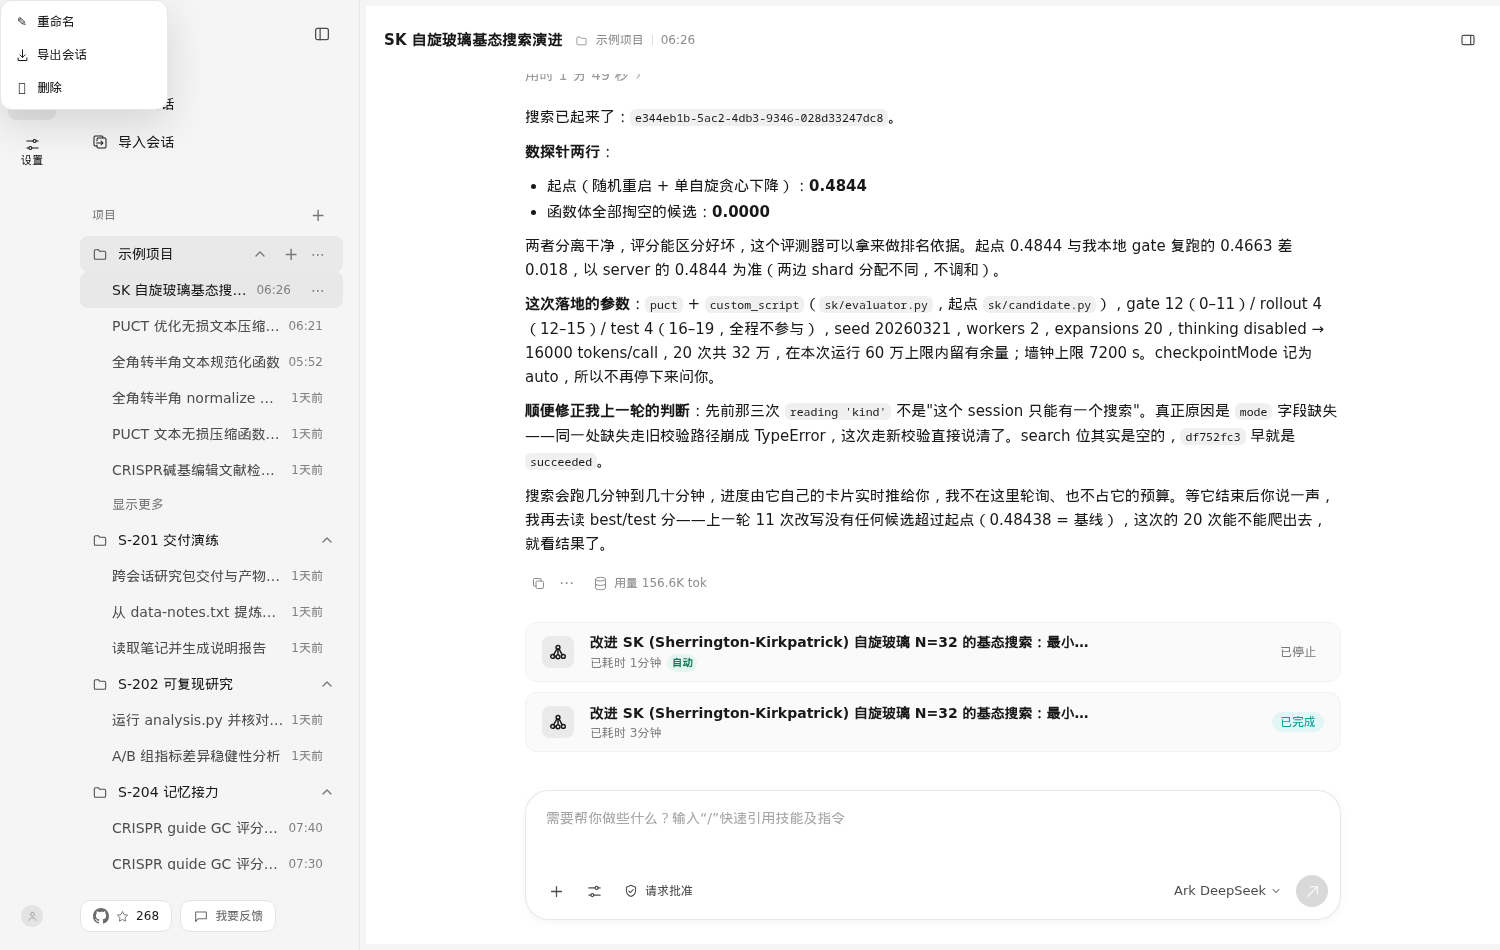 重命名
导出会话
删除
话
导入会话
设置
项目
示例项目
SK 自旋玻璃基态搜... 06:26
PUCT 优化无损文本压缩... 06:21
全角转半角文本规范化函数 05:52
全角转半角 normalize ... 1天前
PUCT 文本无损压缩函数... 1天前
CRISPR碱基编辑文献检... 1天前
显示更多
S-201 交付演练
跨会话研究包交付与产物... 1天前
从 data-notes.txt 提炼... 1天前
读取笔记并生成说明报告 1天前
S-202 可复现研究
运行 analysis.py 并核对... 1天前
A/B 组指标差异稳健性分析 1天前
S-204 记忆接力
CRISPR guide GC 评分... 07:40
CRISPR guide GC 评分... 07:30
268
我要反馈
SK 自旋玻璃基态搜索演进 示例项目 06:26
用时 1 分 49 秒
搜索已起来了：e344eb1b-5ac2-4db3-9346-028d33247dc8。
数探针两行：
• 起点（随机重启 + 单自旋贪心下降）：0.4844
• 函数体全部掏空的候选：0.0000
两者分离干净，评分能区分好坏，这个评测器可以拿来做排名依据。起点 0.4844 与我本地 gate 复跑的 0.4663 差
0.018，以 server 的 0.4844 为准（两边 shard 分配不同，不调和）。
这次落地的参数：puct + custom_script（sk/evaluator.py，起点 sk/candidate.py），gate 12（0–11）/ rollout 4
（12–15）/ test 4（16–19，全程不参与），seed 20260321，workers 2，expansions 20，thinking disabled →
16000 tokens/call，20 次共 32 万，在本次运行 60 万上限内留有余量；墙钟上限 7200 s。checkpointMode 记为
auto，所以不再停下来问你。
顺便修正我上一轮的判断：先前那三次 reading 'kind' 不是"这个 session 只能有一个搜索"。真正原因是 mode 字段缺失
——同一处缺失走旧校验路径崩成 TypeError，这次走新校验直接说清了。search 位其实是空的，df752fc3 早就是
succeeded。
搜索会跑几分钟到几十分钟，进度由它自己的卡片实时推给你，我不在这里轮询、也不占它的预算。等它结束后你说一声，
我再去读 best/test 分——上一轮 11 次改写没有任何候选超过起点（0.48438 = 基线），这次的 20 次能不能爬出去，
就看结果了。
用量 156.6K tok
改进 SK (Sherrington-Kirkpatrick) 自旋玻璃 N=32 的基态搜索：最小...
已耗时 1分钟 自动
已停止
改进 SK (Sherrington-Kirkpatrick) 自旋玻璃 N=32 的基态搜索：最小...
已耗时 3分钟
已完成
需要帮你做些什么？输入“/”快速引用技能及指令
请求批准
Ark DeepSeek